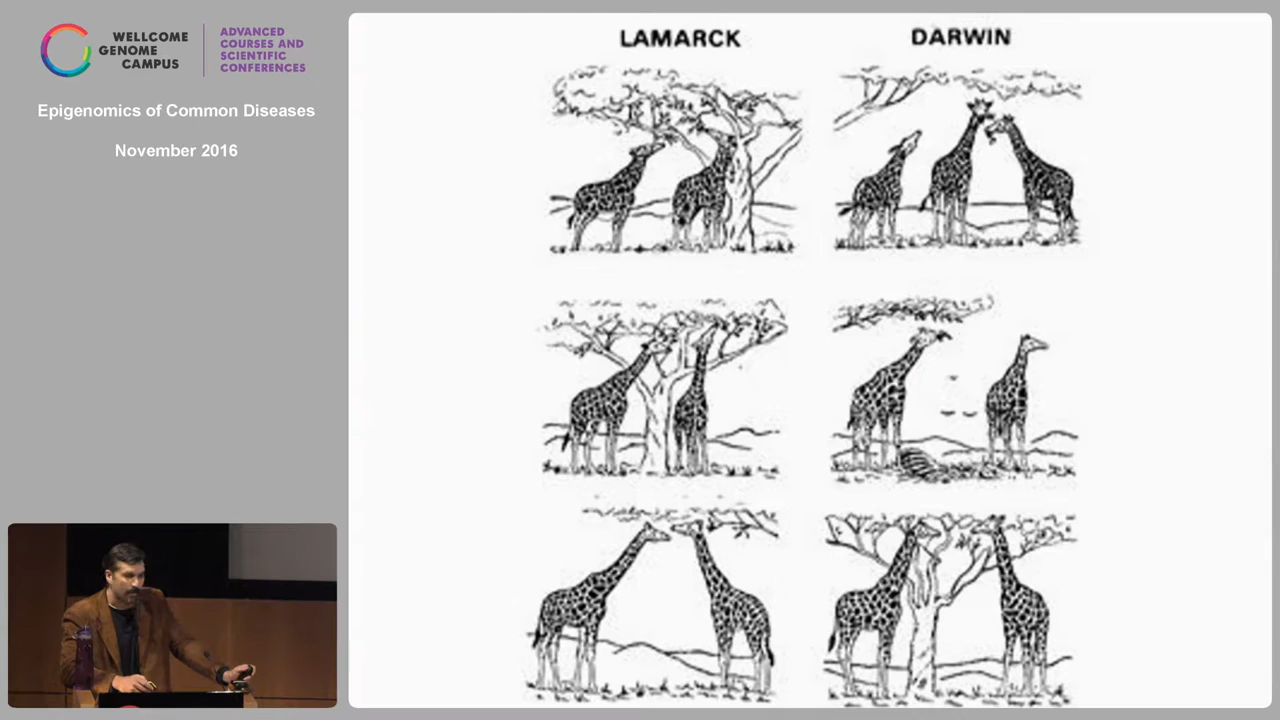 WELLCOME
GENOME
CAMPUS
ADVANCED
COURSES AND
SCIENTIFIC
CONFERENCES
Epigenomics of Common Diseases
November 2016
LAMARCK
DARWIN